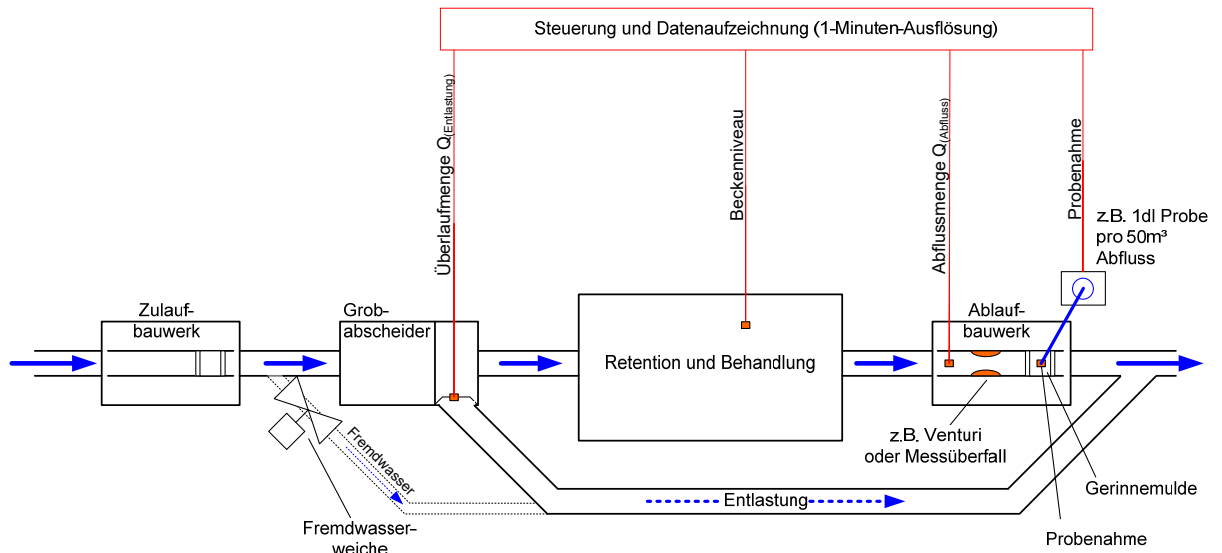 Steuerung und Datenaufzeichnung (1-Minuten-Ausflösung)
Überlaufmenge Q(Entlastung)
Beckenniveau
Abflussmenge Q(Abfluss)
Probenahme
z.B. 1dl Probe
pro 50m³
Abfluss
Zulauf-
bauwerk
Grob-
abscheider
Retention und Behandlung
Ablauf-
bauwerk
z.B. Venturi
oder Messüberfall
Fremdwasser
Entlastung
Gerinnemulde
Fremdwasser-
weiche
Probenahme